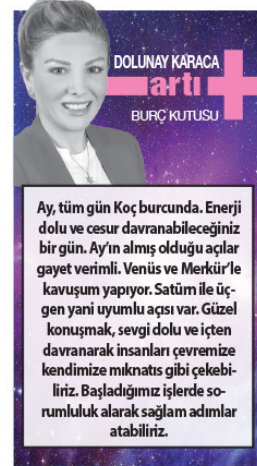 DOLUNAY KARACA
artı
BURÇ KUTUSU
Ay, tüm gün Koç burcunda. Enerji
dolu ve cesur davranabileceğiniz
bir gün. Ay'ın almış olduğu açılar
gayet verimli. Venüs ve Merkür'le
kavuşum yapıyor. Satürn ile üç-
gen yani uyumlu açısı var. Güzel
konuşmak, sevgi dolu ve içten
davranarak insanları çevremize
kendimize mıknatıs gibi çekebi-
liriz. Başladığımız işlerde so-
rumluluk alarak sağlam adımlar
atabiliriz.